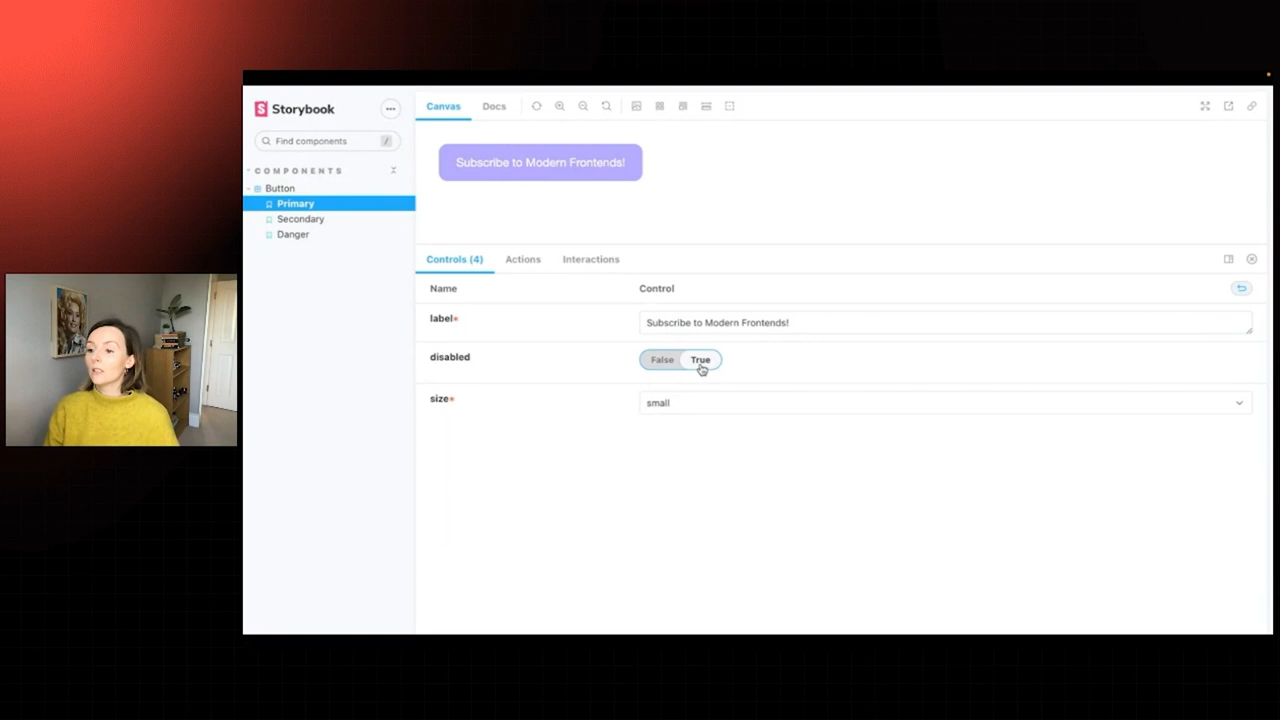 Storybook
Find components /
COMPONENTS
Button
Primary
Secondary
Danger
Canvas Docs
Subscribe to Modern Frontends!
Controls (4) Actions Interactions
Name Control
label* Subscribe to Modern Frontends!
disabled False True
size* small